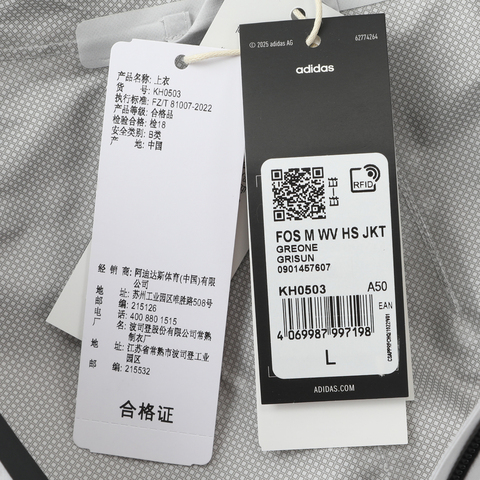 产品名称: 上衣
货 号: KH0503
执行标准: FZ/T 81007-2022
产品等级: 合格品
检验合格: 检18
安全类别: B类
产 地: 中国
经 销 商: 阿迪达斯体育(中国)有限
公司
地 址: 苏州工业园区唯胜路508号
邮 编: 215126
电 话: 400 880 1515
厂 名: 波司登股份有限公司常熟
制衣厂
地 址: 江苏省常熟市波司登工业
园区
邮 编: 215532
合格证
© 2025 adidas AG
62774264
adidas
RFID
FOS M WV HS JKT
GREONE
GRISUN
0901457607
KH0503
A50
EAN
4 069987 997198
L
ADIDAS.COM